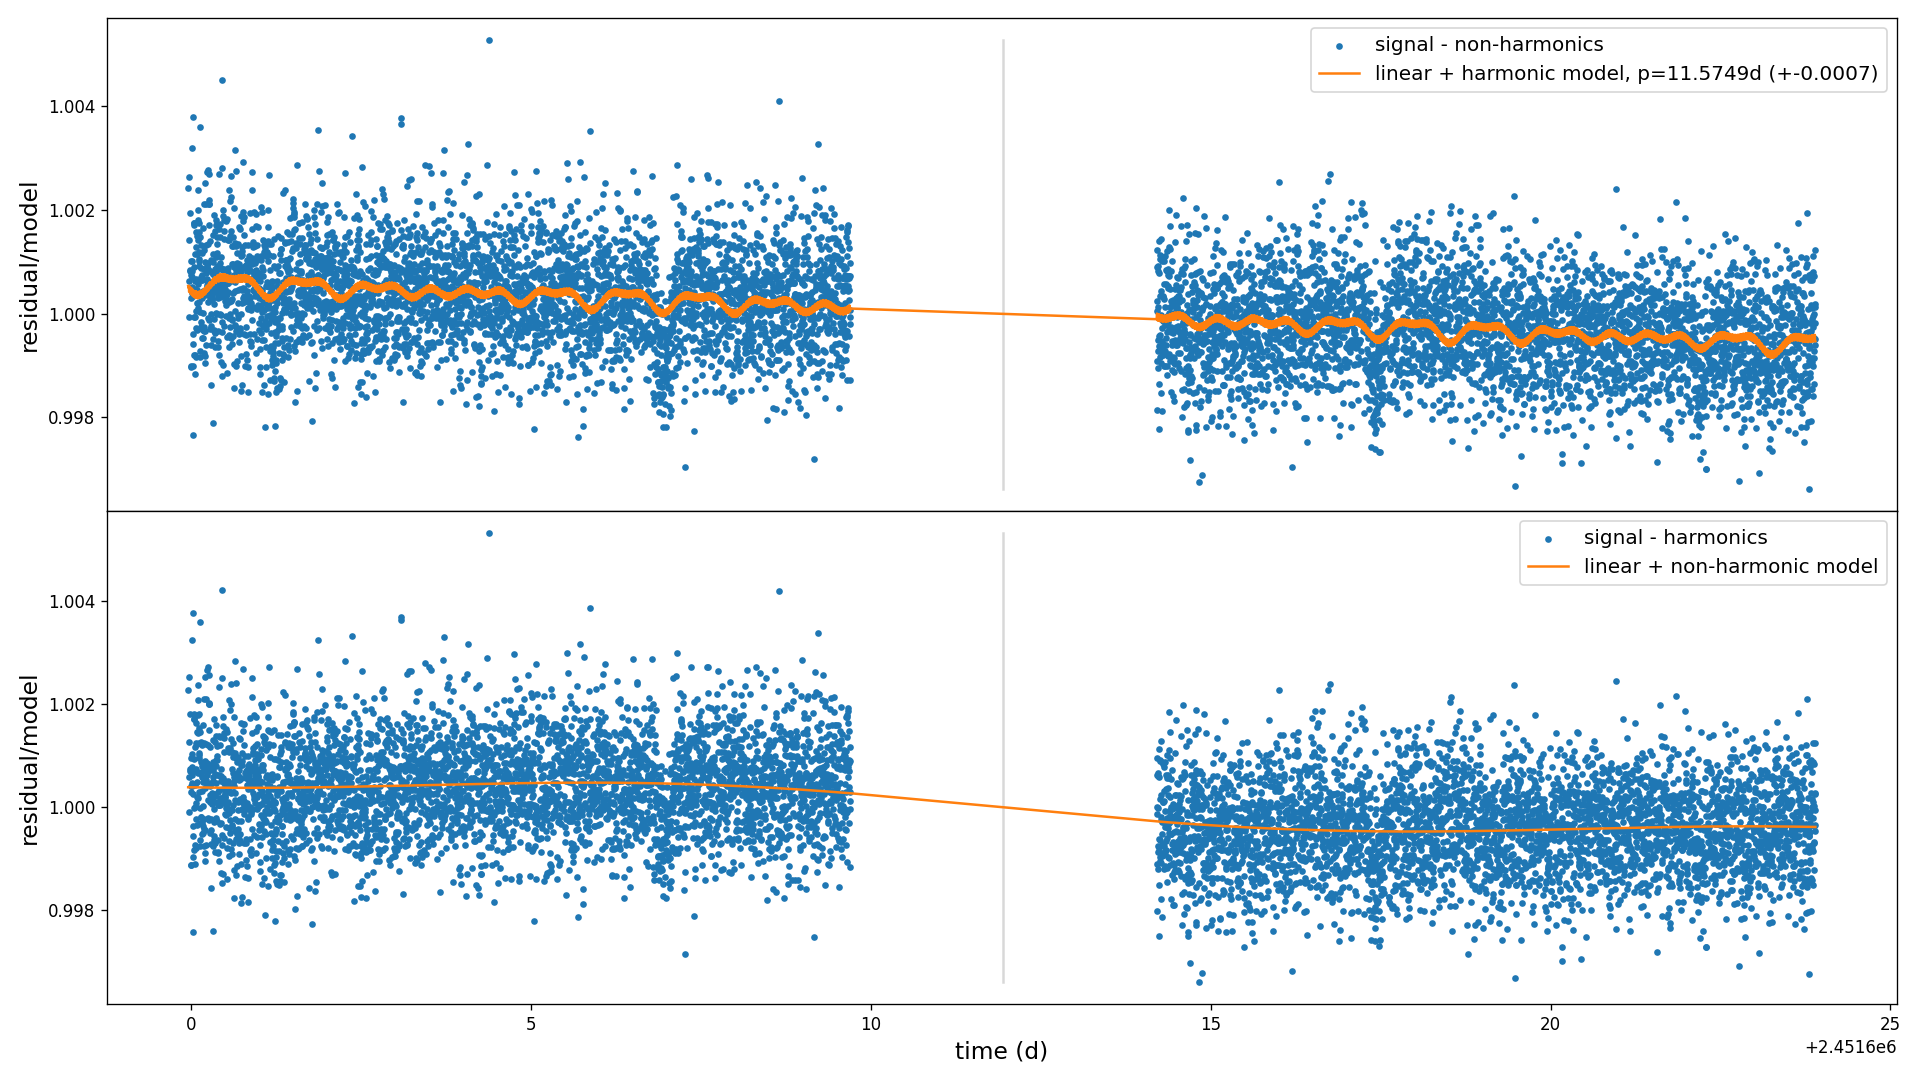 signal - non-harmonics
linear + harmonic model, p=11.5749d (+-0.0007)
1.004
1.002
1.000
0.998
residual/model
signal - harmonics
linear + non-harmonic model
1.004
1.002
1.000
0.998
residual/model
0 5 10 15 20 25
+2.4516e6
time (d)